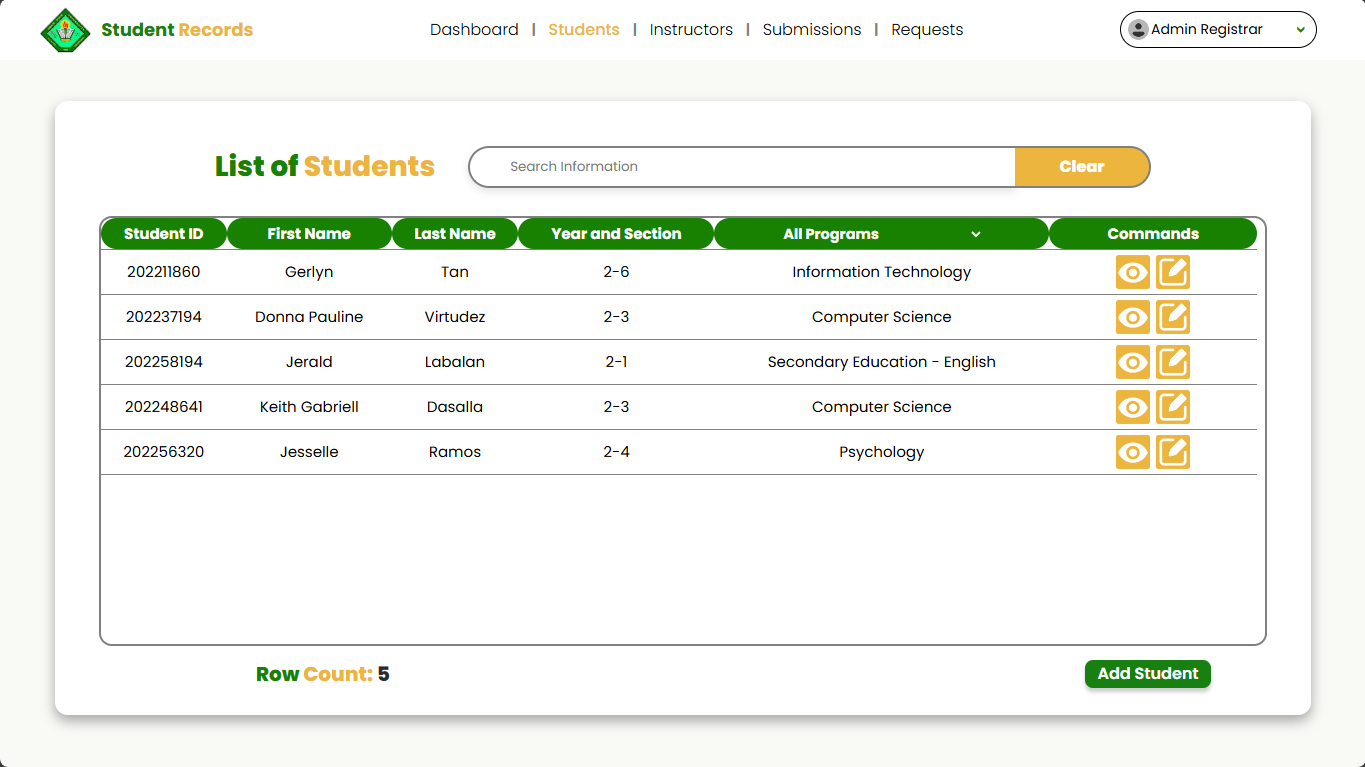 Student Records
Dashboard | Students | Instructors | Submissions | Requests
Admin Registrar
List of Students
Search Information
Clear
Student ID First Name Last Name Year and Section All Programs Commands
202211860 Gerlyn Tan 2-6 Information Technology
202237194 Donna Pauline Virtudez 2-3 Computer Science
202258194 Jerald Labalan 2-1 Secondary Education - English
202248641 Keith Gabriell Dasalla 2-3 Computer Science
202256320 Jesselle Ramos 2-4 Psychology
Row Count: 5
Add Student